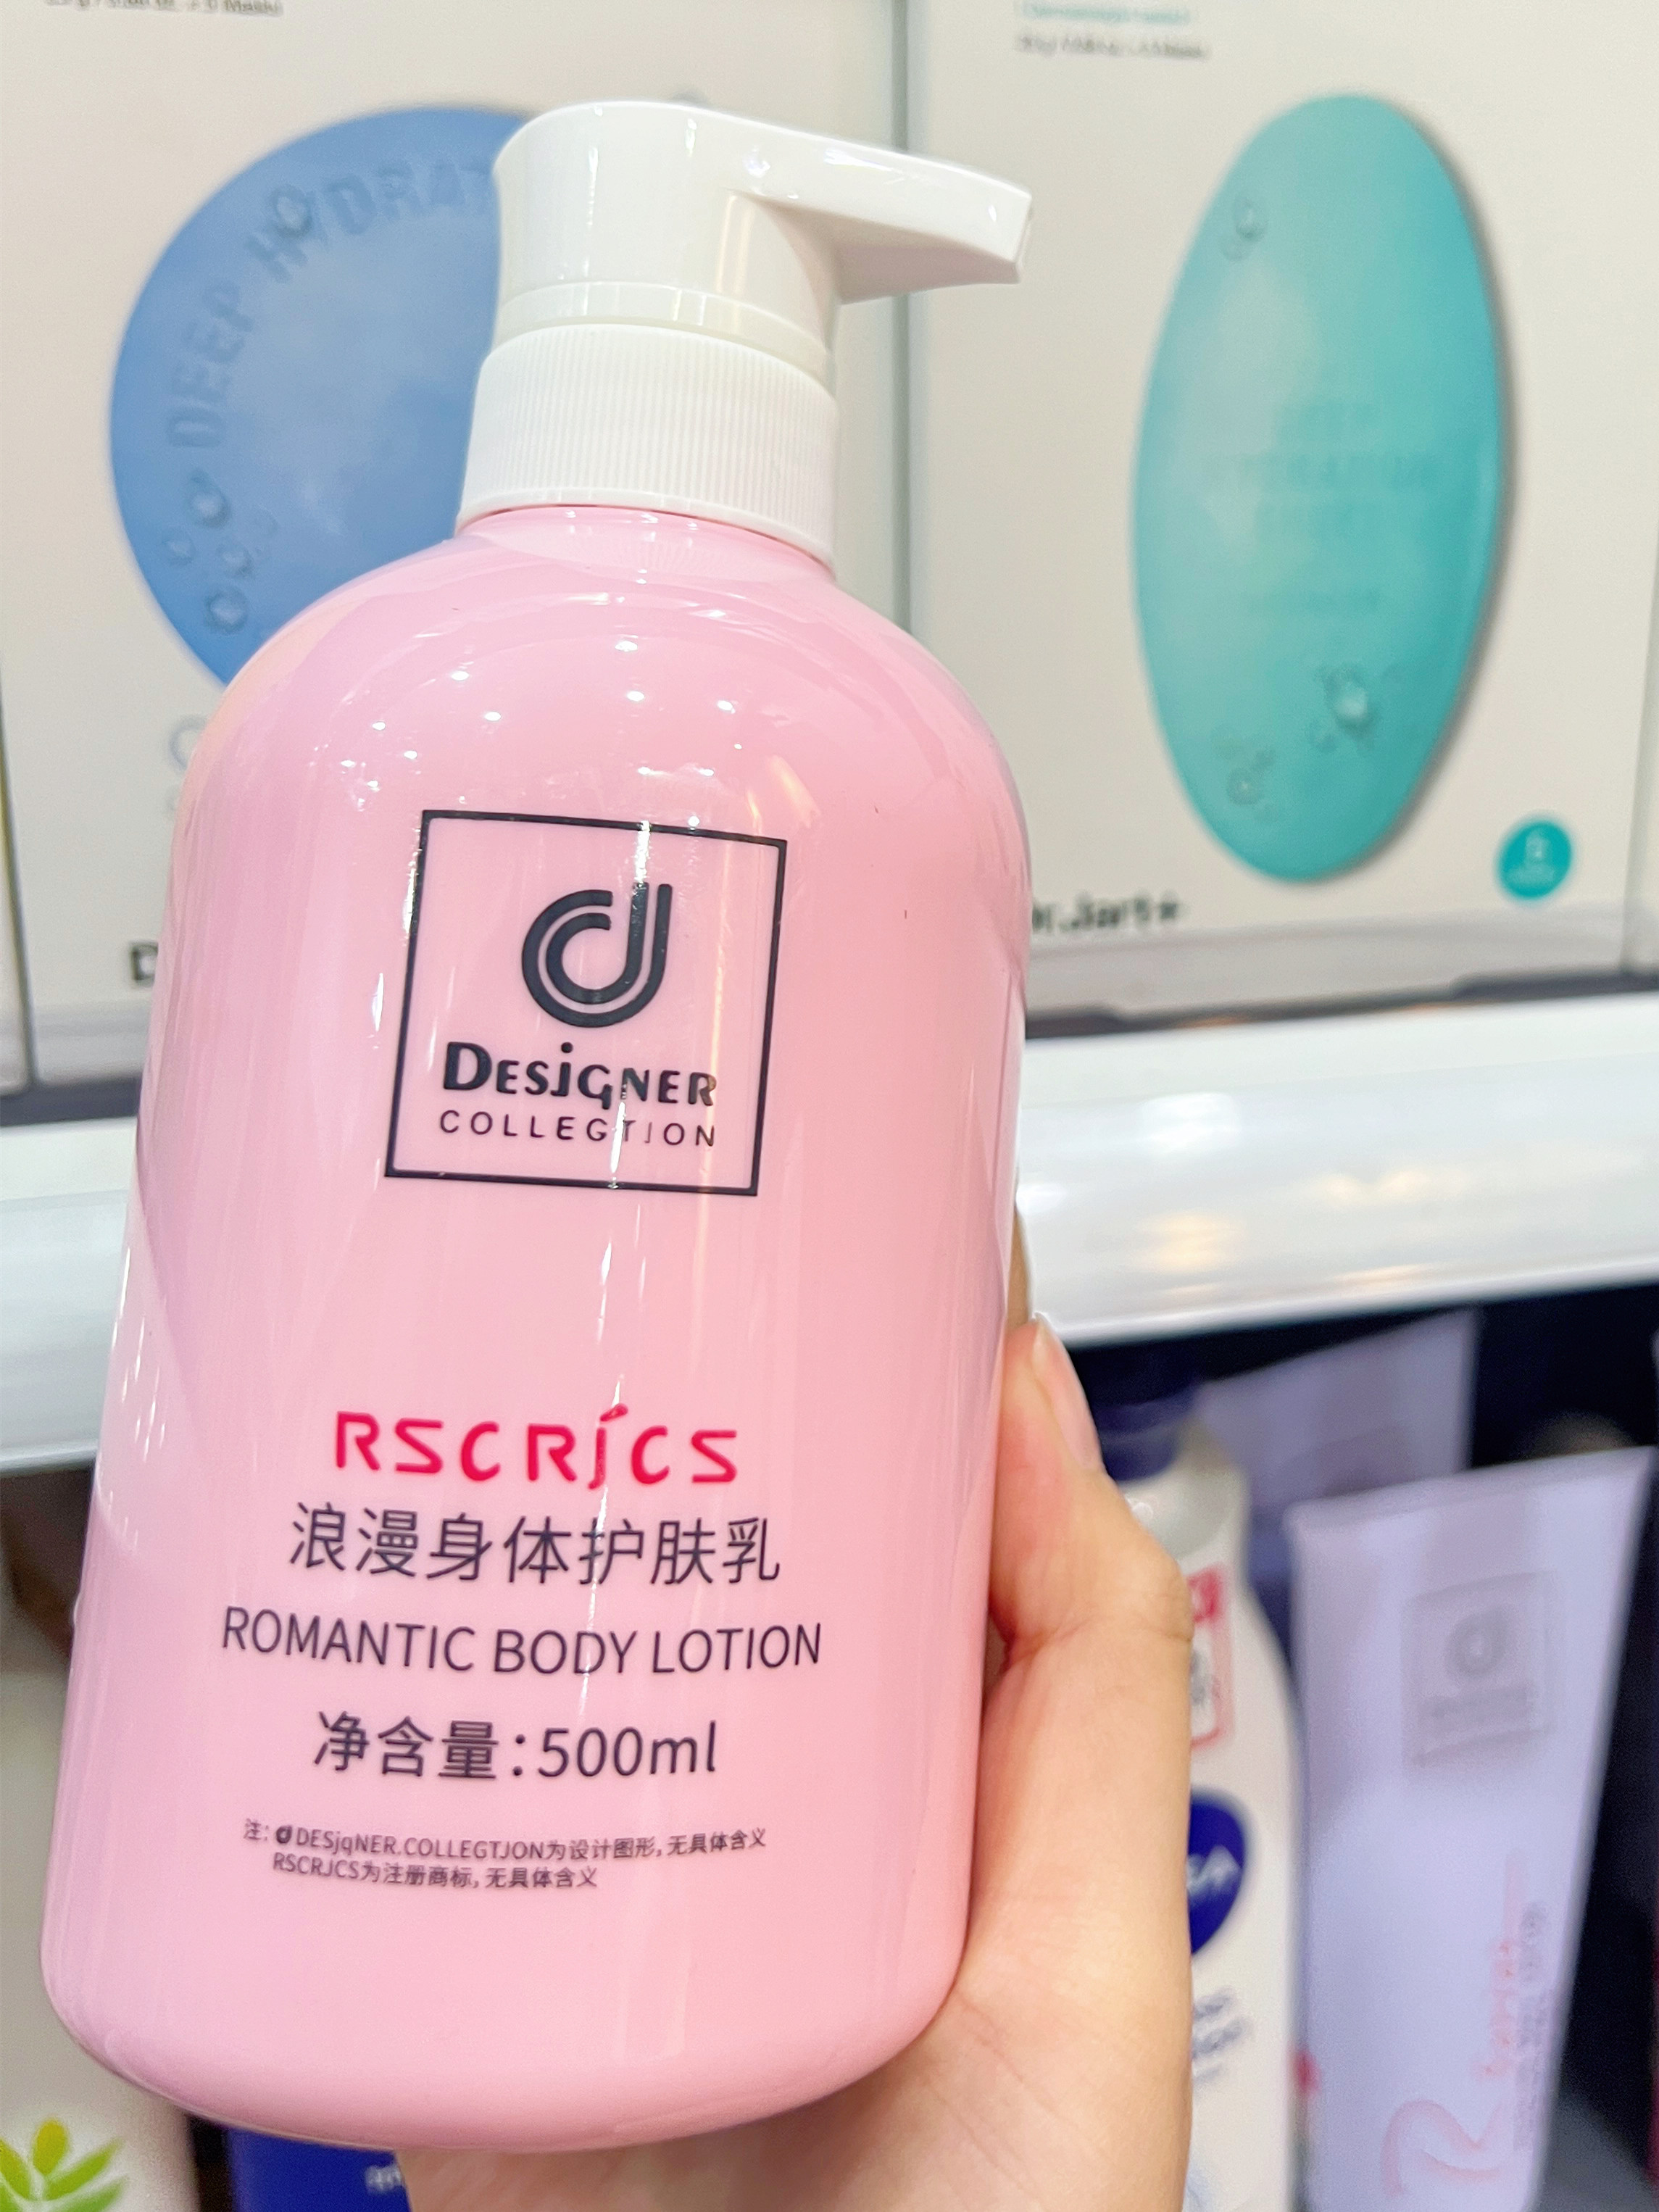 DEEP HYDRAT
Dr.Jart+
DESjGNER
COLLEGTJON
RSCRJCS
浪漫身体护肤乳
ROMANTIC BODY LOTION
净含量:500ml
注: d DESjqNER.COLLEGTJON为设计图形, 无具体含义
RSCRJCS为注册商标, 无具体含义